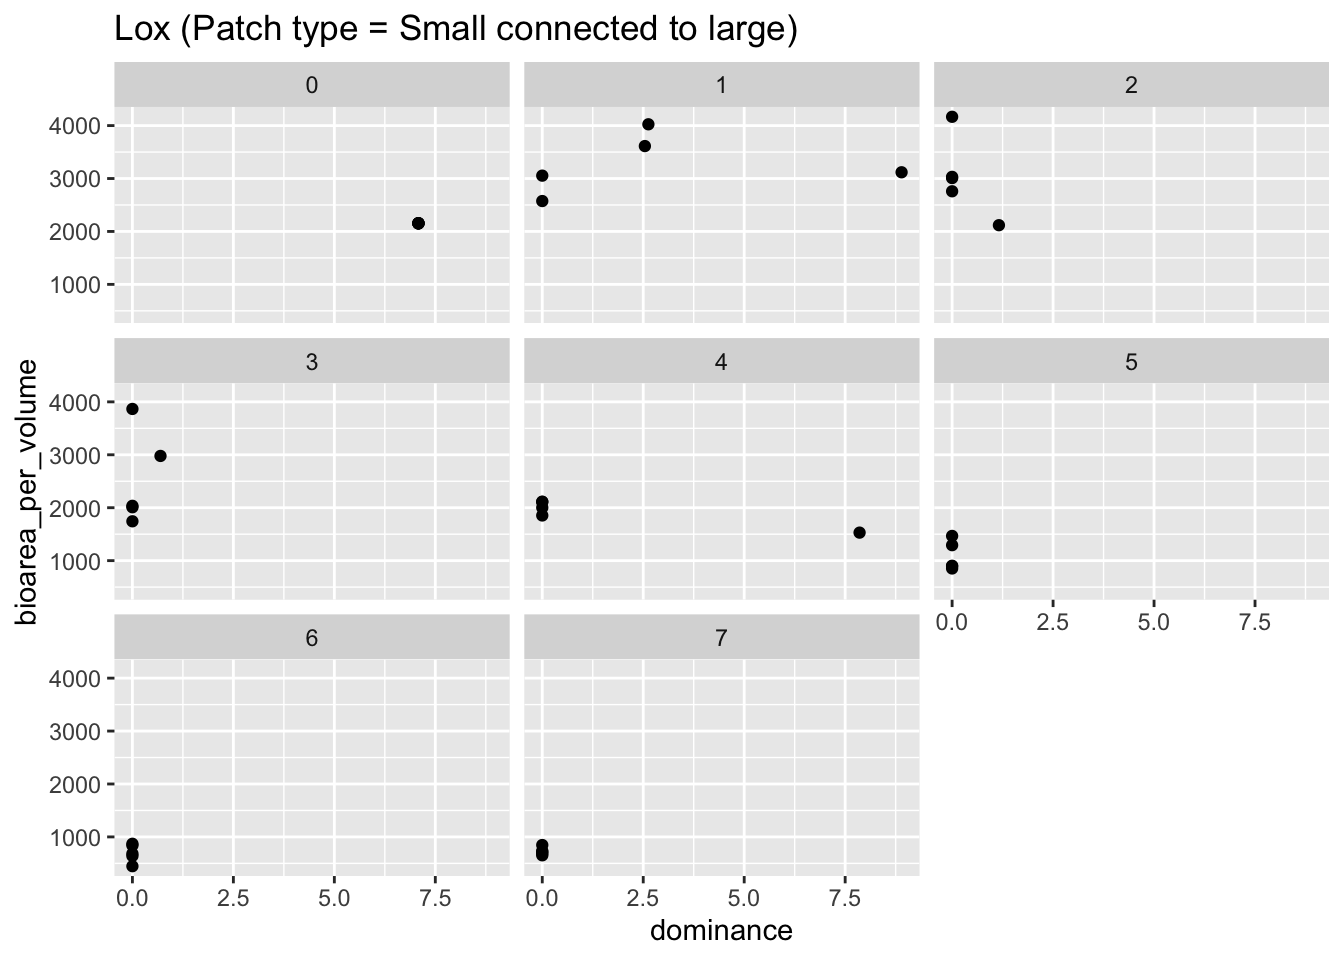 Lox (Patch type = Small connected to large)
0 1 2
4000
3000
2000
1000
3 4 5
4000
3000
2000
1000
0.0 2.5 5.0 7.5
6 7
4000
3000
2000
1000
0.0 2.5 5.0 7.5 0.0 2.5 5.0 7.5
dominance
bioarea_per_volume